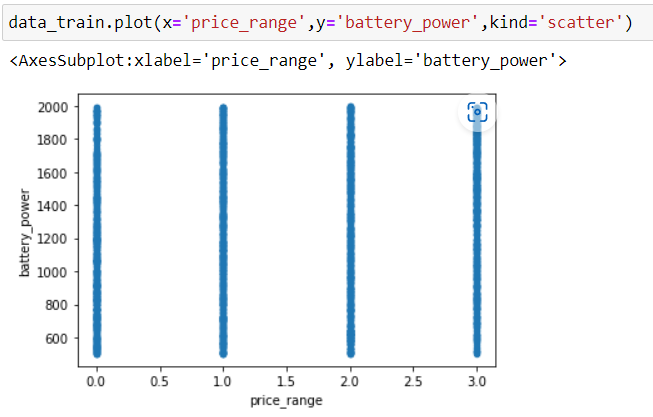 data_train.plot(x='price_range',y='battery_power',kind='scatter')
<AxesSubplot:xlabel='price_range', ylabel='battery_power'>
2000
1800
1600
1400
1200
1000
800
600
battery_power
0.0 0.5 1.0 1.5 2.0 2.5 3.0
price_range